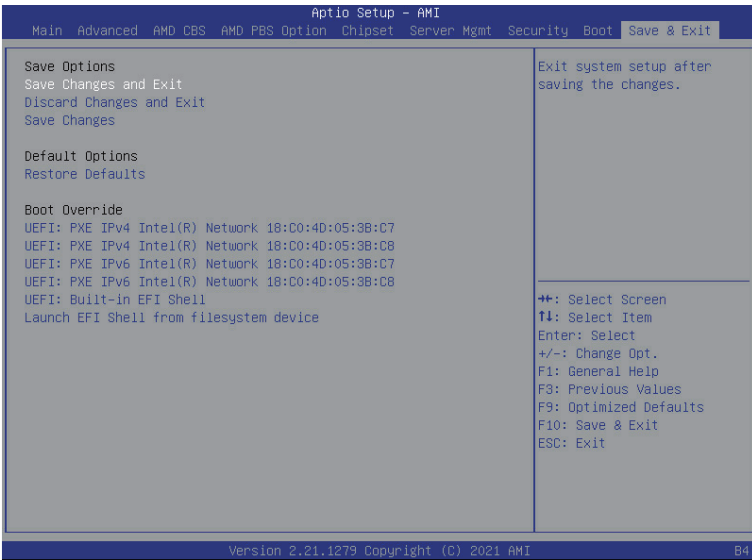 Aptio Setup – AMI
Main Advanced AMD CBS AMD PBS Option Chipset Server Mgmt Security Boot Save & Exit
Save Options
Save Changes and Exit
Discard Changes and Exit
Save Changes
Default Options
Restore Defaults
Boot Override
UEFI: PXE IPv4 Intel(R) Network 18:C0:4D:05:3B:C7
UEFI: PXE IPv4 Intel(R) Network 18:C0:4D:05:3B:C8
UEFI: PXE IPv6 Intel(R) Network 18:C0:4D:05:3B:C7
UEFI: PXE IPv6 Intel(R) Network 18:C0:4D:05:3B:C8
UEFI: Built-in EFI Shell
Launch EFI Shell from filesystem device
Exit system setup after
saving the changes.
→←: Select Screen
↑↓: Select Item
Enter: Select
+/-: Change Opt.
F1: General Help
F3: Previous Values
F9: Optimized Defaults
F10: Save & Exit
ESC: Exit
Version 2.21.1279 Copyright (C) 2021 AMI
B4